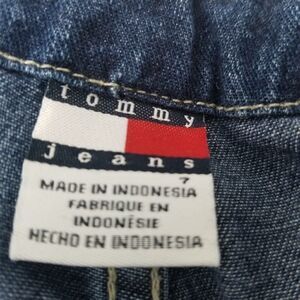 tommy
jeans
7
MADE IN INDONESIA
FABRIQUE EN
INDONÉSIE
HECHO EN INDONESIA